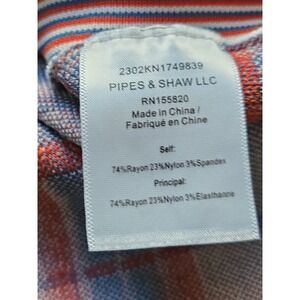 2302KN1749839
PIPES & SHAW LLC
RN155820
Made in China /
Fabriqué en Chine
Self:
74%Rayon 23%Nylon 3%Spandex
Principal:
74%Rayon 23%Nylon 3%Elasthanne